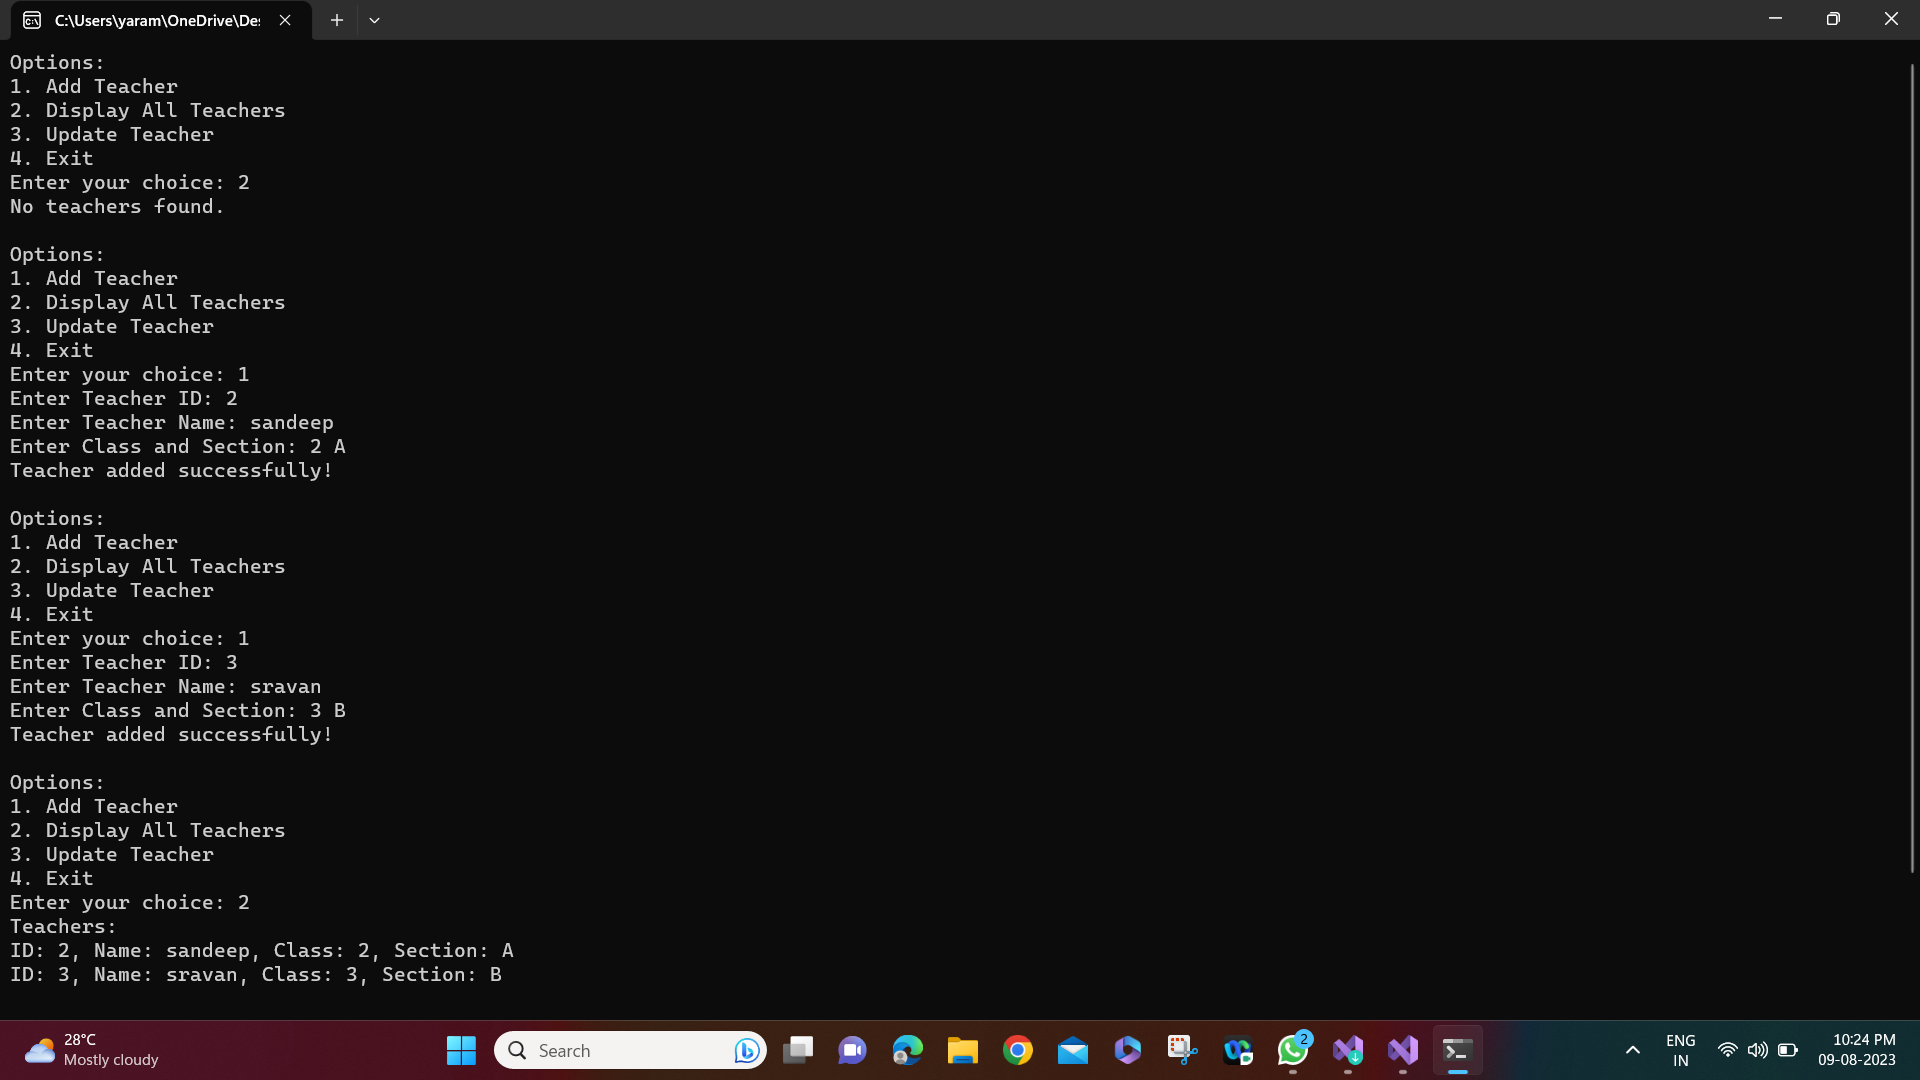 C:\Users\yaram\OneDrive\Des
Options:
1. Add Teacher
2. Display All Teachers
3. Update Teacher
4. Exit
Enter your choice: 2
No teachers found.
Options:
1. Add Teacher
2. Display All Teachers
3. Update Teacher
4. Exit
Enter your choice: 1
Enter Teacher ID: 2
Enter Teacher Name: sandeep
Enter Class and Section: 2 A
Teacher added successfully!
Options:
1. Add Teacher
2. Display All Teachers
3. Update Teacher
4. Exit
Enter your choice: 1
Enter Teacher ID: 3
Enter Teacher Name: sravan
Enter Class and Section: 3 B
Teacher added successfully!
Options:
1. Add Teacher
2. Display All Teachers
3. Update Teacher
4. Exit
Enter your choice: 2
Teachers:
ID: 2, Name: sandeep, Class: 2, Section: A
ID: 3, Name: sravan, Class: 3, Section: B
28°C
Mostly cloudy
Search
2
ENG
IN
10:24 PM
09-08-2023